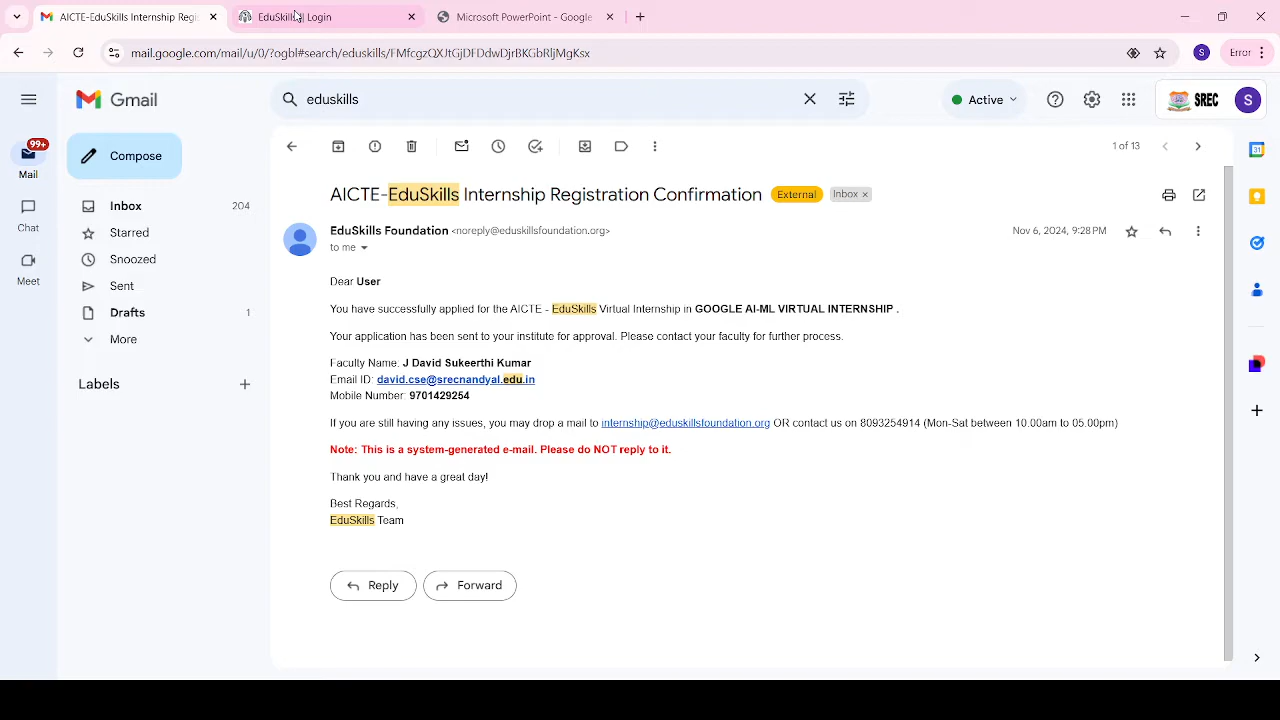 AICTE-EduSkills Internship Regi
EduSkills | Login
Microsoft PowerPoint - Google
mail.google.com/mail/u/0/?ogbl#search/eduskills/FMfcgzQXJtGjDFDdwDjrBKGbRljMgKsx
Error
Gmail
eduskills
Active
SREC
S
99+
Mail
Chat
Meet
Compose
Inbox 204
Starred
Snoozed
Sent
Drafts 1
More
Labels
1 of 13
AICTE-EduSkills Internship Registration Confirmation External Inbox x
EduSkills Foundation <noreply@eduskillsfoundation.org> Nov 6, 2024, 9:28 PM
to me
Dear User
You have successfully applied for the AICTE - EduSkills Virtual Internship in GOOGLE AI-ML VIRTUAL INTERNSHIP .
Your application has been sent to your institute for approval. Please contact your faculty for further process.
Faculty Name: J David Sukeerthi Kumar
Email ID: david.cse@srecnandyal.edu.in
Mobile Number: 9701429254
If you are still having any issues, you may drop a mail to internship@eduskillsfoundation.org OR contact us on 8093254914 (Mon-Sat between 10.00am to 05.00pm)
Note: This is a system-generated e-mail. Please do NOT reply to it.
Thank you and have a great day!
Best Regards,
EduSkills Team
Reply
Forward